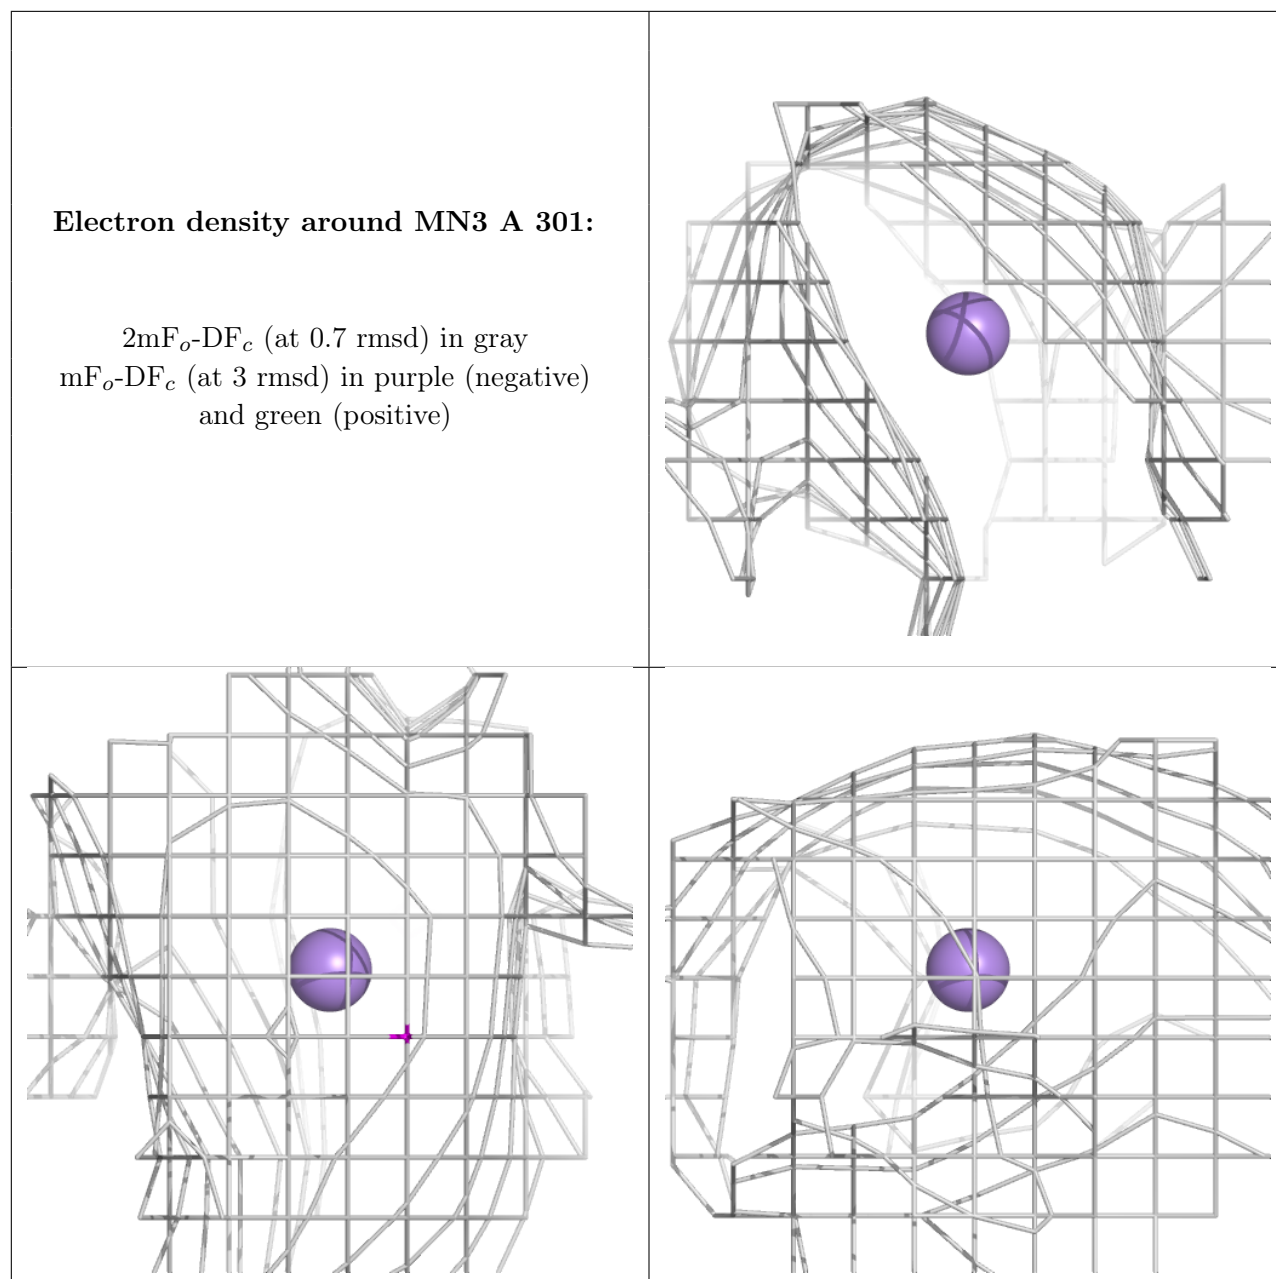 Electron density around MN3 A 301:
2mFo-DFc (at 0.7 rmsd) in gray
mFo-DFc (at 3 rmsd) in purple (negative)
and green (positive)